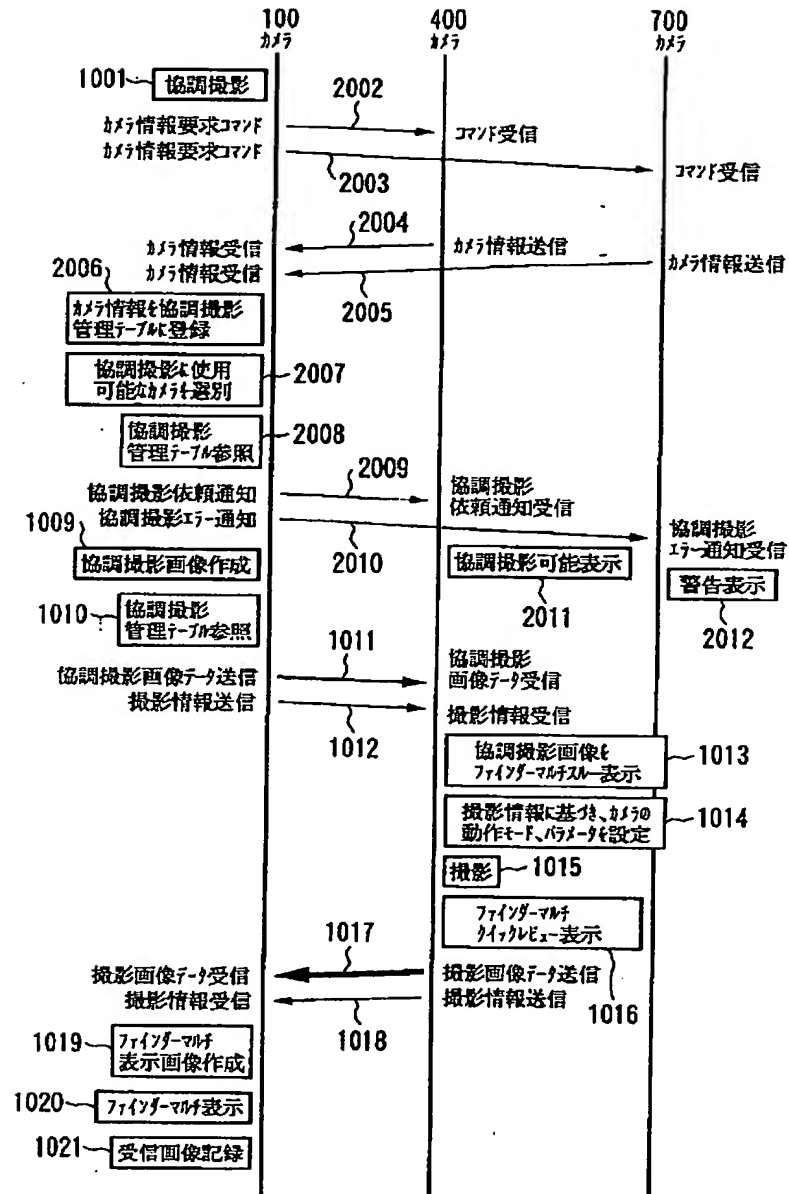 100
カメラ
400
カメラ
700
カメラ
1001
協調撮影
2002
カメラ情報要求コマンド
コマンド受信
カメラ情報要求コマンド
2003
コマンド受信
2004
カメラ情報受信
カメラ情報送信
カメラ情報受信
カメラ情報送信
2005
2006
カメラ情報を協調撮影
管理テーブルに登録
協調撮影に使用
可能なカメラを選別
2007
協調撮影
管理テーブル参照
2008
2009
協調撮影依頼通知
協調撮影
依頼通知受信
協調撮影エラー通知
2010
協調撮影
エラー通知受信
1009
協調撮影画像作成
協調撮影可能表示
2011
警告表示
2012
1010
協調撮影
管理テーブル参照
1011
協調撮影画像データ送信
協調撮影
画像データ受信
撮影情報送信
1012
撮影情報受信
協調撮影画像を
ファインダーマルチスルー表示
1013
撮影情報に基づき、カメラの
動作モード、パラメータを設定
1014
撮影
1015
ファインダーマルチ
クイックレビュー表示
1016
1017
撮影画像データ受信
撮影画像データ送信
撮影情報受信
撮影情報送信
1018
1019
ファインダーマルチ
表示画像作成
1020
ファインダーマルチ表示
1021
受信画像記録